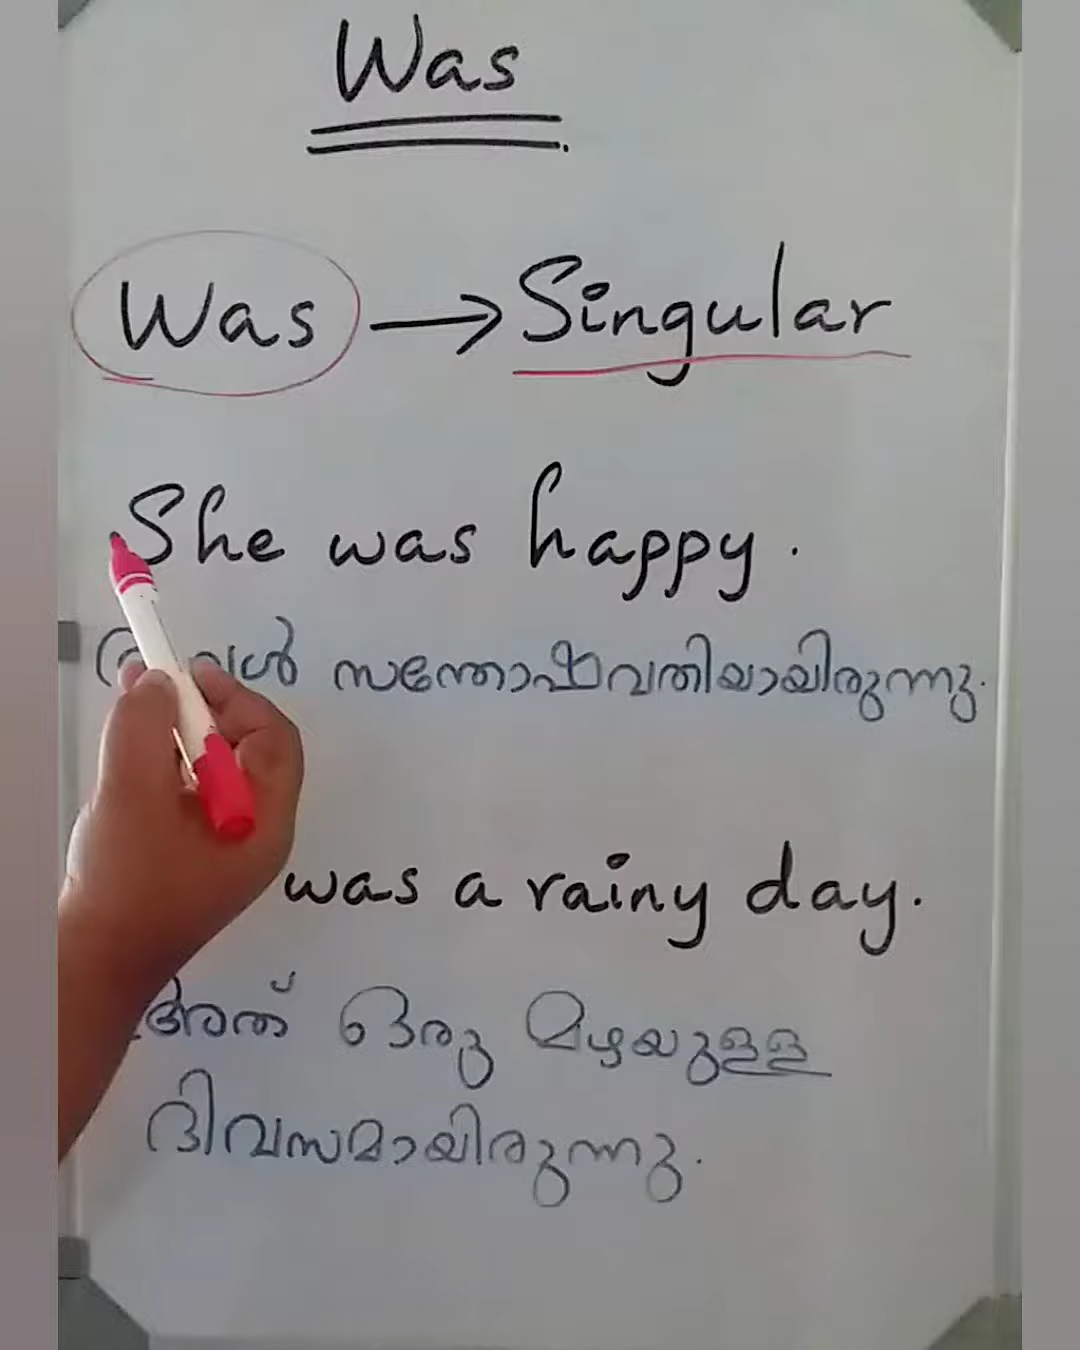 Was
Was → Singular
She was happy.
സന്തോഷവതിയായിരുന്നു.
was a rainy day.
അത് ഒരു മഴയുള്ള
ദിവസമായിരുന്നു.